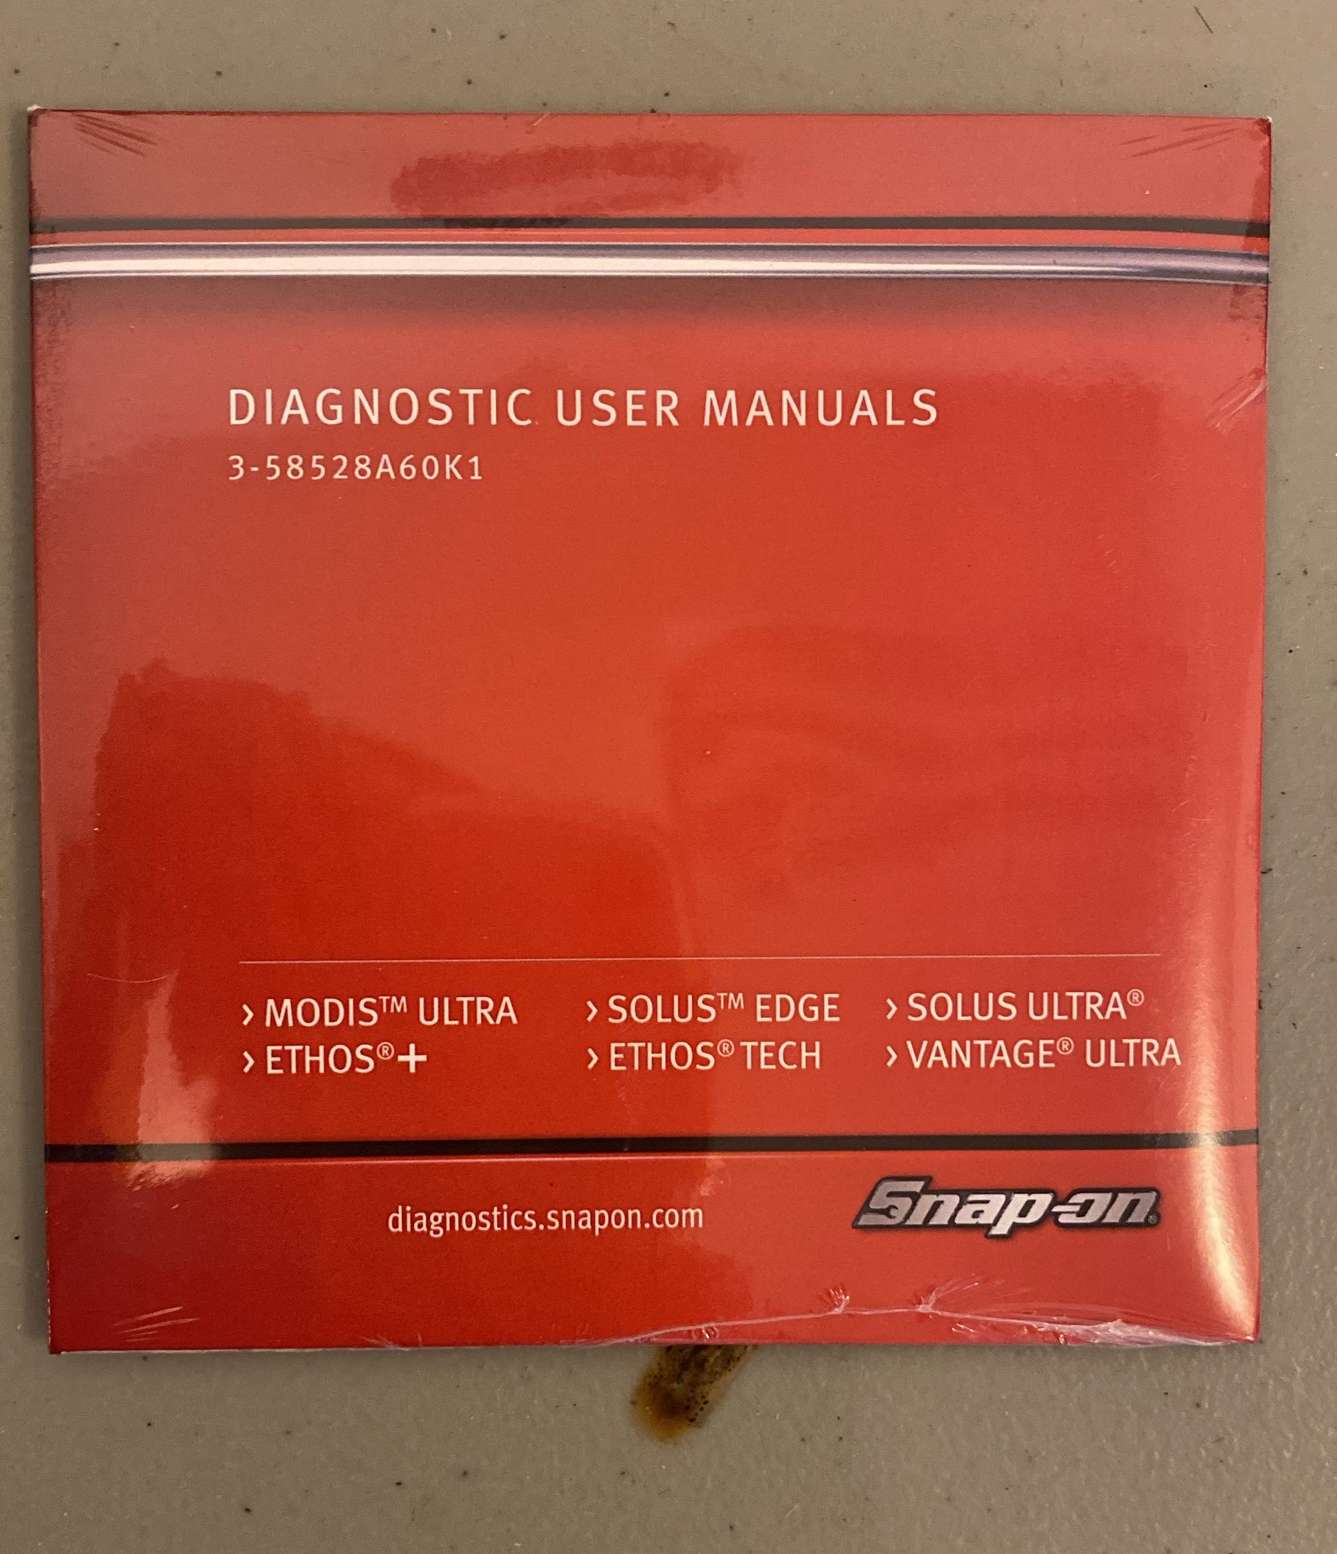 DIAGNOSTIC USER MANUALS
3-58528A60K1
› MODIS™ ULTRA › SOLUS™ EDGE › SOLUS ULTRA®
› ETHOS®+ › ETHOS® TECH › VANTAGE® ULTRA
diagnostics.snapon.com Snap-on®